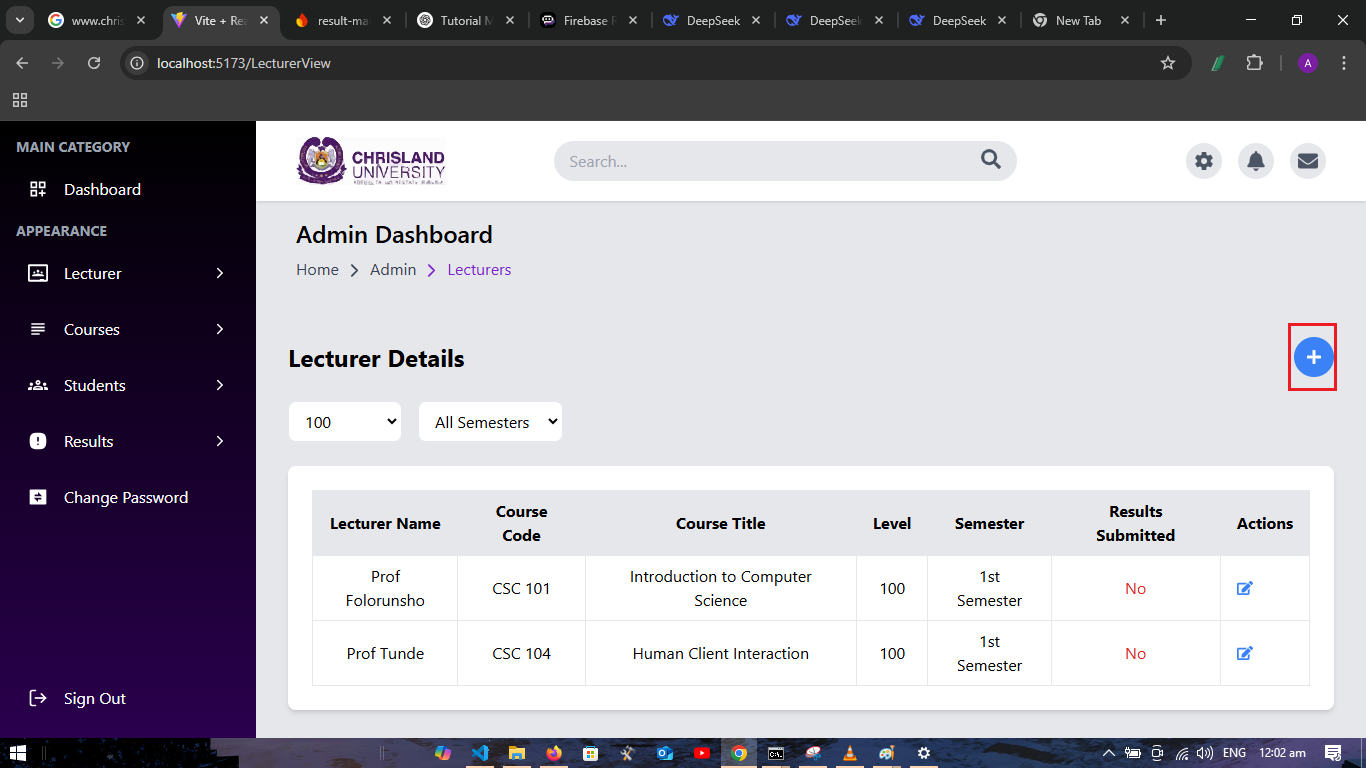 www.chris
Vite + Rea
result-ma
Tutorial M
Firebase R
DeepSeek
DeepSeek
DeepSeek
New Tab
localhost:5173/LecturerView
A
MAIN CATEGORY
Dashboard
APPEARANCE
Lecturer
Courses
Students
Results
Change Password
Sign Out
CHRISLAND
UNIVERSITY
Search...
Admin Dashboard
Home > Admin > Lecturers
Lecturer Details
100 All Semesters
Lecturer Name Course Code Course Title Level Semester Results Submitted Actions
Prof Folorunsho CSC 101 Introduction to Computer Science 100 1st Semester No
Prof Tunde CSC 104 Human Client Interaction 100 1st Semester No
ENG 12:02 am